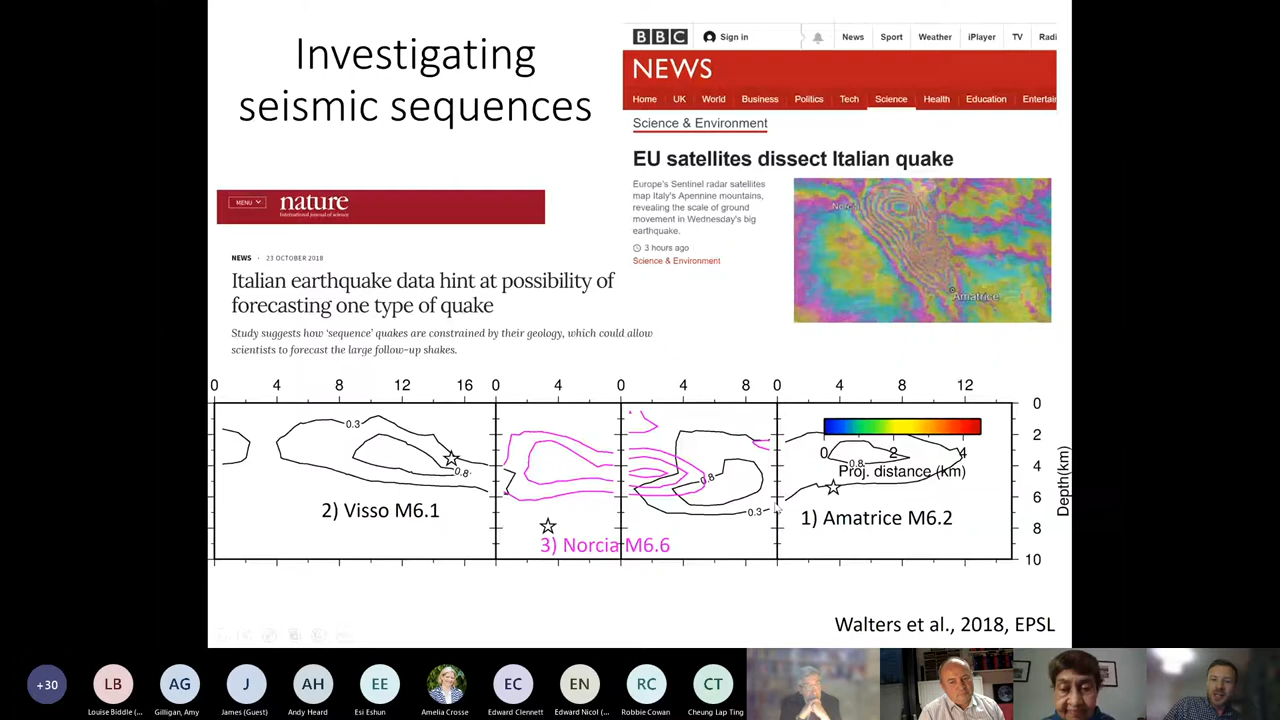 Investigating
seismic sequences
BBC
Sign in
News
Sport
Weather
iPlayer
TV
Radi
NEWS
Home
UK
World
Business
Politics
Tech
Science
Health
Education
Entertai
Science & Environment
EU satellites dissect Italian quake
Europe's Sentinel radar satellites
map Italy's Apennine mountains,
revealing the scale of ground
movement in Wednesday's big
earthquake.
3 hours ago
Science & Environment
Amatrice
MENU
nature
International journal of science
NEWS · 23 OCTOBER 2018
Italian earthquake data hint at possibility of
forecasting one type of quake
Study suggests how 'sequence' quakes are constrained by their geology, which could allow
scientists to forecast the large follow-up shakes.
0 4 8 12 16 0 4 0 4 8 0 4 8 12
0
2
4
6
8
10
Depth(km)
0.3
0.8
0.8
0.3
0.8
0 2 4
Proj. distance (km)
2) Visso M6.1
3) Norcia M6.6
1) Amatrice M6.2
Walters et al., 2018, EPSL
+30
LB
AG
J
AH
EE
EC
EN
RC
CT
Louise Biddle (...
Gilligan, Amy
James (Guest)
Andy Heard
Esi Eshun
Amelia Crosse
Edward Clennett
Edward Nicol (...
Robbie Cowan
Cheung Lap Ting